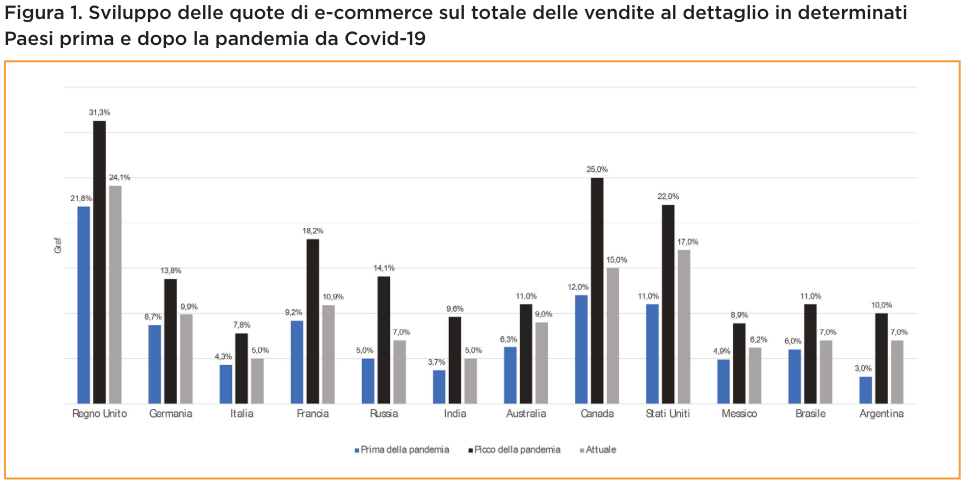 Figura 1. Sviluppo delle quote di e-commerce sul totale delle vendite al dettaglio in determinati
Paesi prima e dopo la pandemia da Covid-19
Graf
21,8% 31,3% 24,1%
8,7% 13,8% 9,9%
4,3% 7,8% 5,0%
9,2% 18,2% 10,9%
5,0% 14,1% 7,0%
3,7% 9,6% 5,0%
6,3% 11,0% 9,0%
12,0% 25,0% 15,0%
11,0% 22,0% 17,0%
4,9% 8,9% 6,2%
6,0% 11,0% 7,0%
3,0% 10,0% 7,0%
Regno Unito Germania Italia Francia Russia India Australia Canada Stati Uniti Messico Brasile Argentina
Prima della pandemia Picco della pandemia Attuale